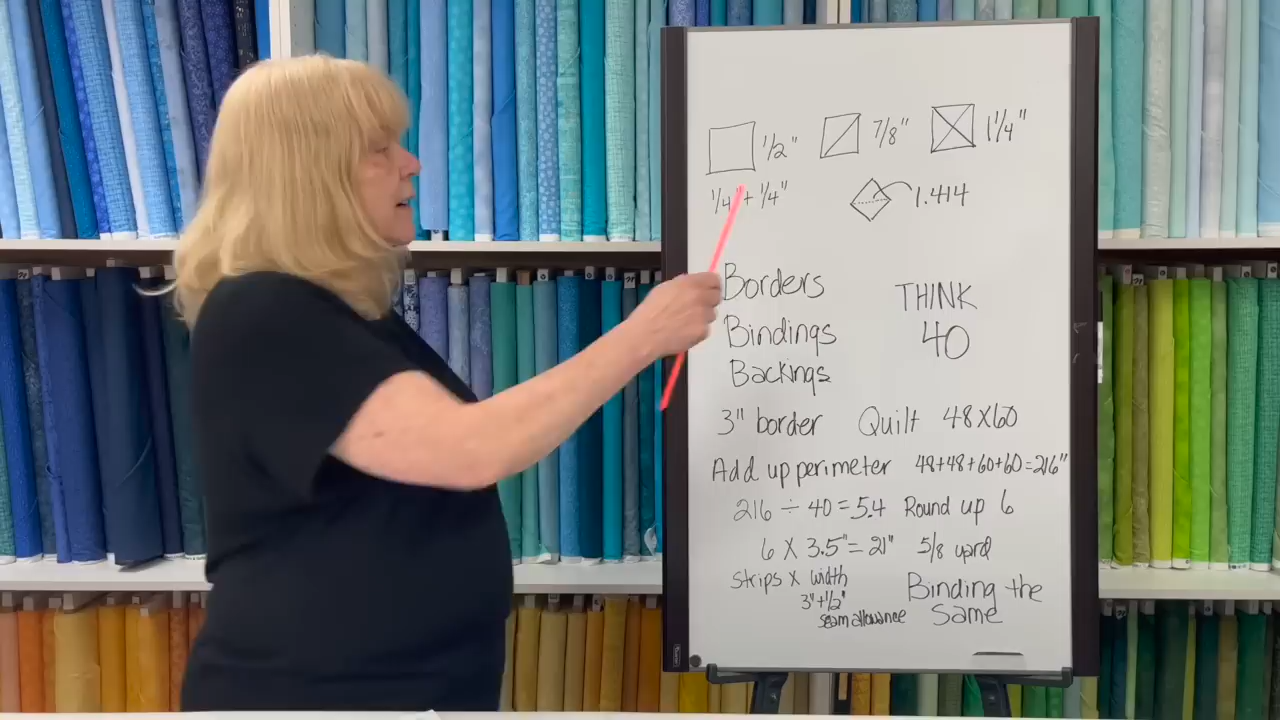 1/2" 7/8" 1 1/4"
1/4" + 1/4" 1.414
Borders
Bindings
Backings
THINK
40
3" border Quilt 48X60
Add up perimeter 48+48+60+60=216"
216 ÷ 40 = 5.4 Round up 6
6 X 3.5" = 21" 5/8 yard
strips x width
3" + 1/2"
seam allowance
Binding the
Same